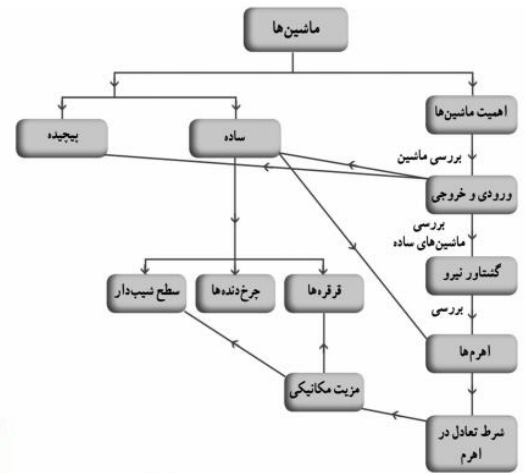 ماشین‌ها
اهمیت ماشین‌ها
ساده
پیچیده
بررسی ماشین
ورودی و خروجی
بررسی
ماشین‌های ساده
گشتاور نیرو
قرقره‌ها
چرخ‌دنده‌ها
سطح شیب‌دار
بررسی
اهرم‌ها
مزیت مکانیکی
شرط تعادل در
اهرم